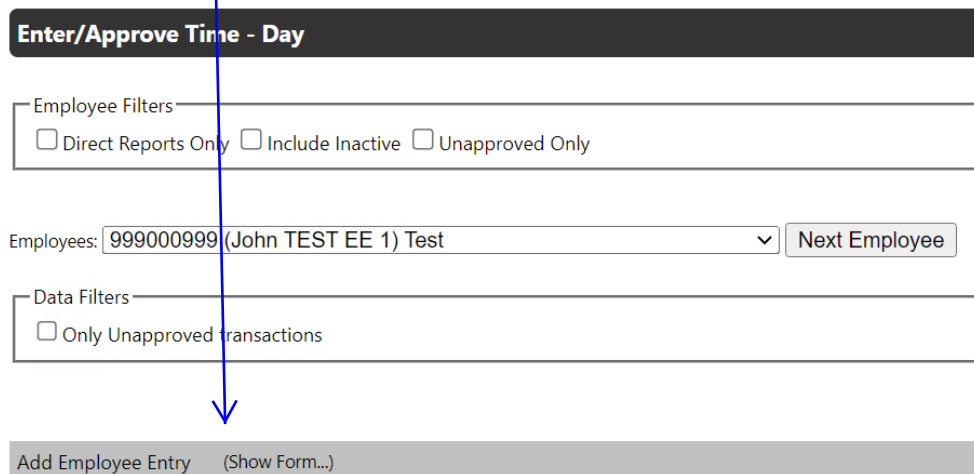 Enter/Approve Time - Day
Employee Filters
Direct Reports Only Include Inactive Unapproved Only
Employees: 999000999 (John TEST EE 1) Test Next Employee
Data Filters
Only Unapproved transactions
Add Employee Entry (Show Form...)